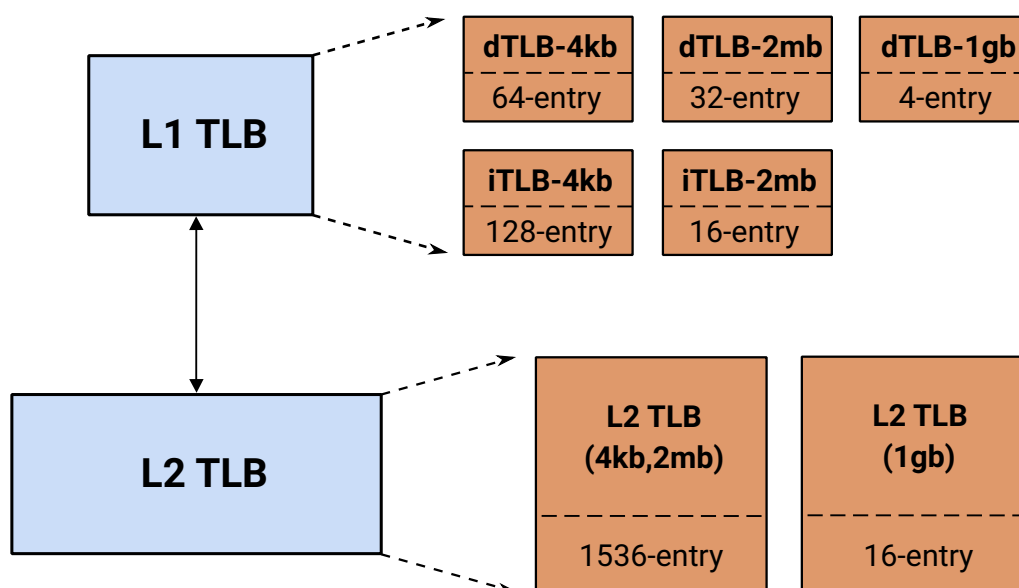 L1 TLB
dTLB-4kb
64-entry
dTLB-2mb
32-entry
dTLB-1gb
4-entry
iTLB-4kb
128-entry
iTLB-2mb
16-entry
L2 TLB
L2 TLB
(4kb,2mb)
1536-entry
L2 TLB
(1gb)
16-entry